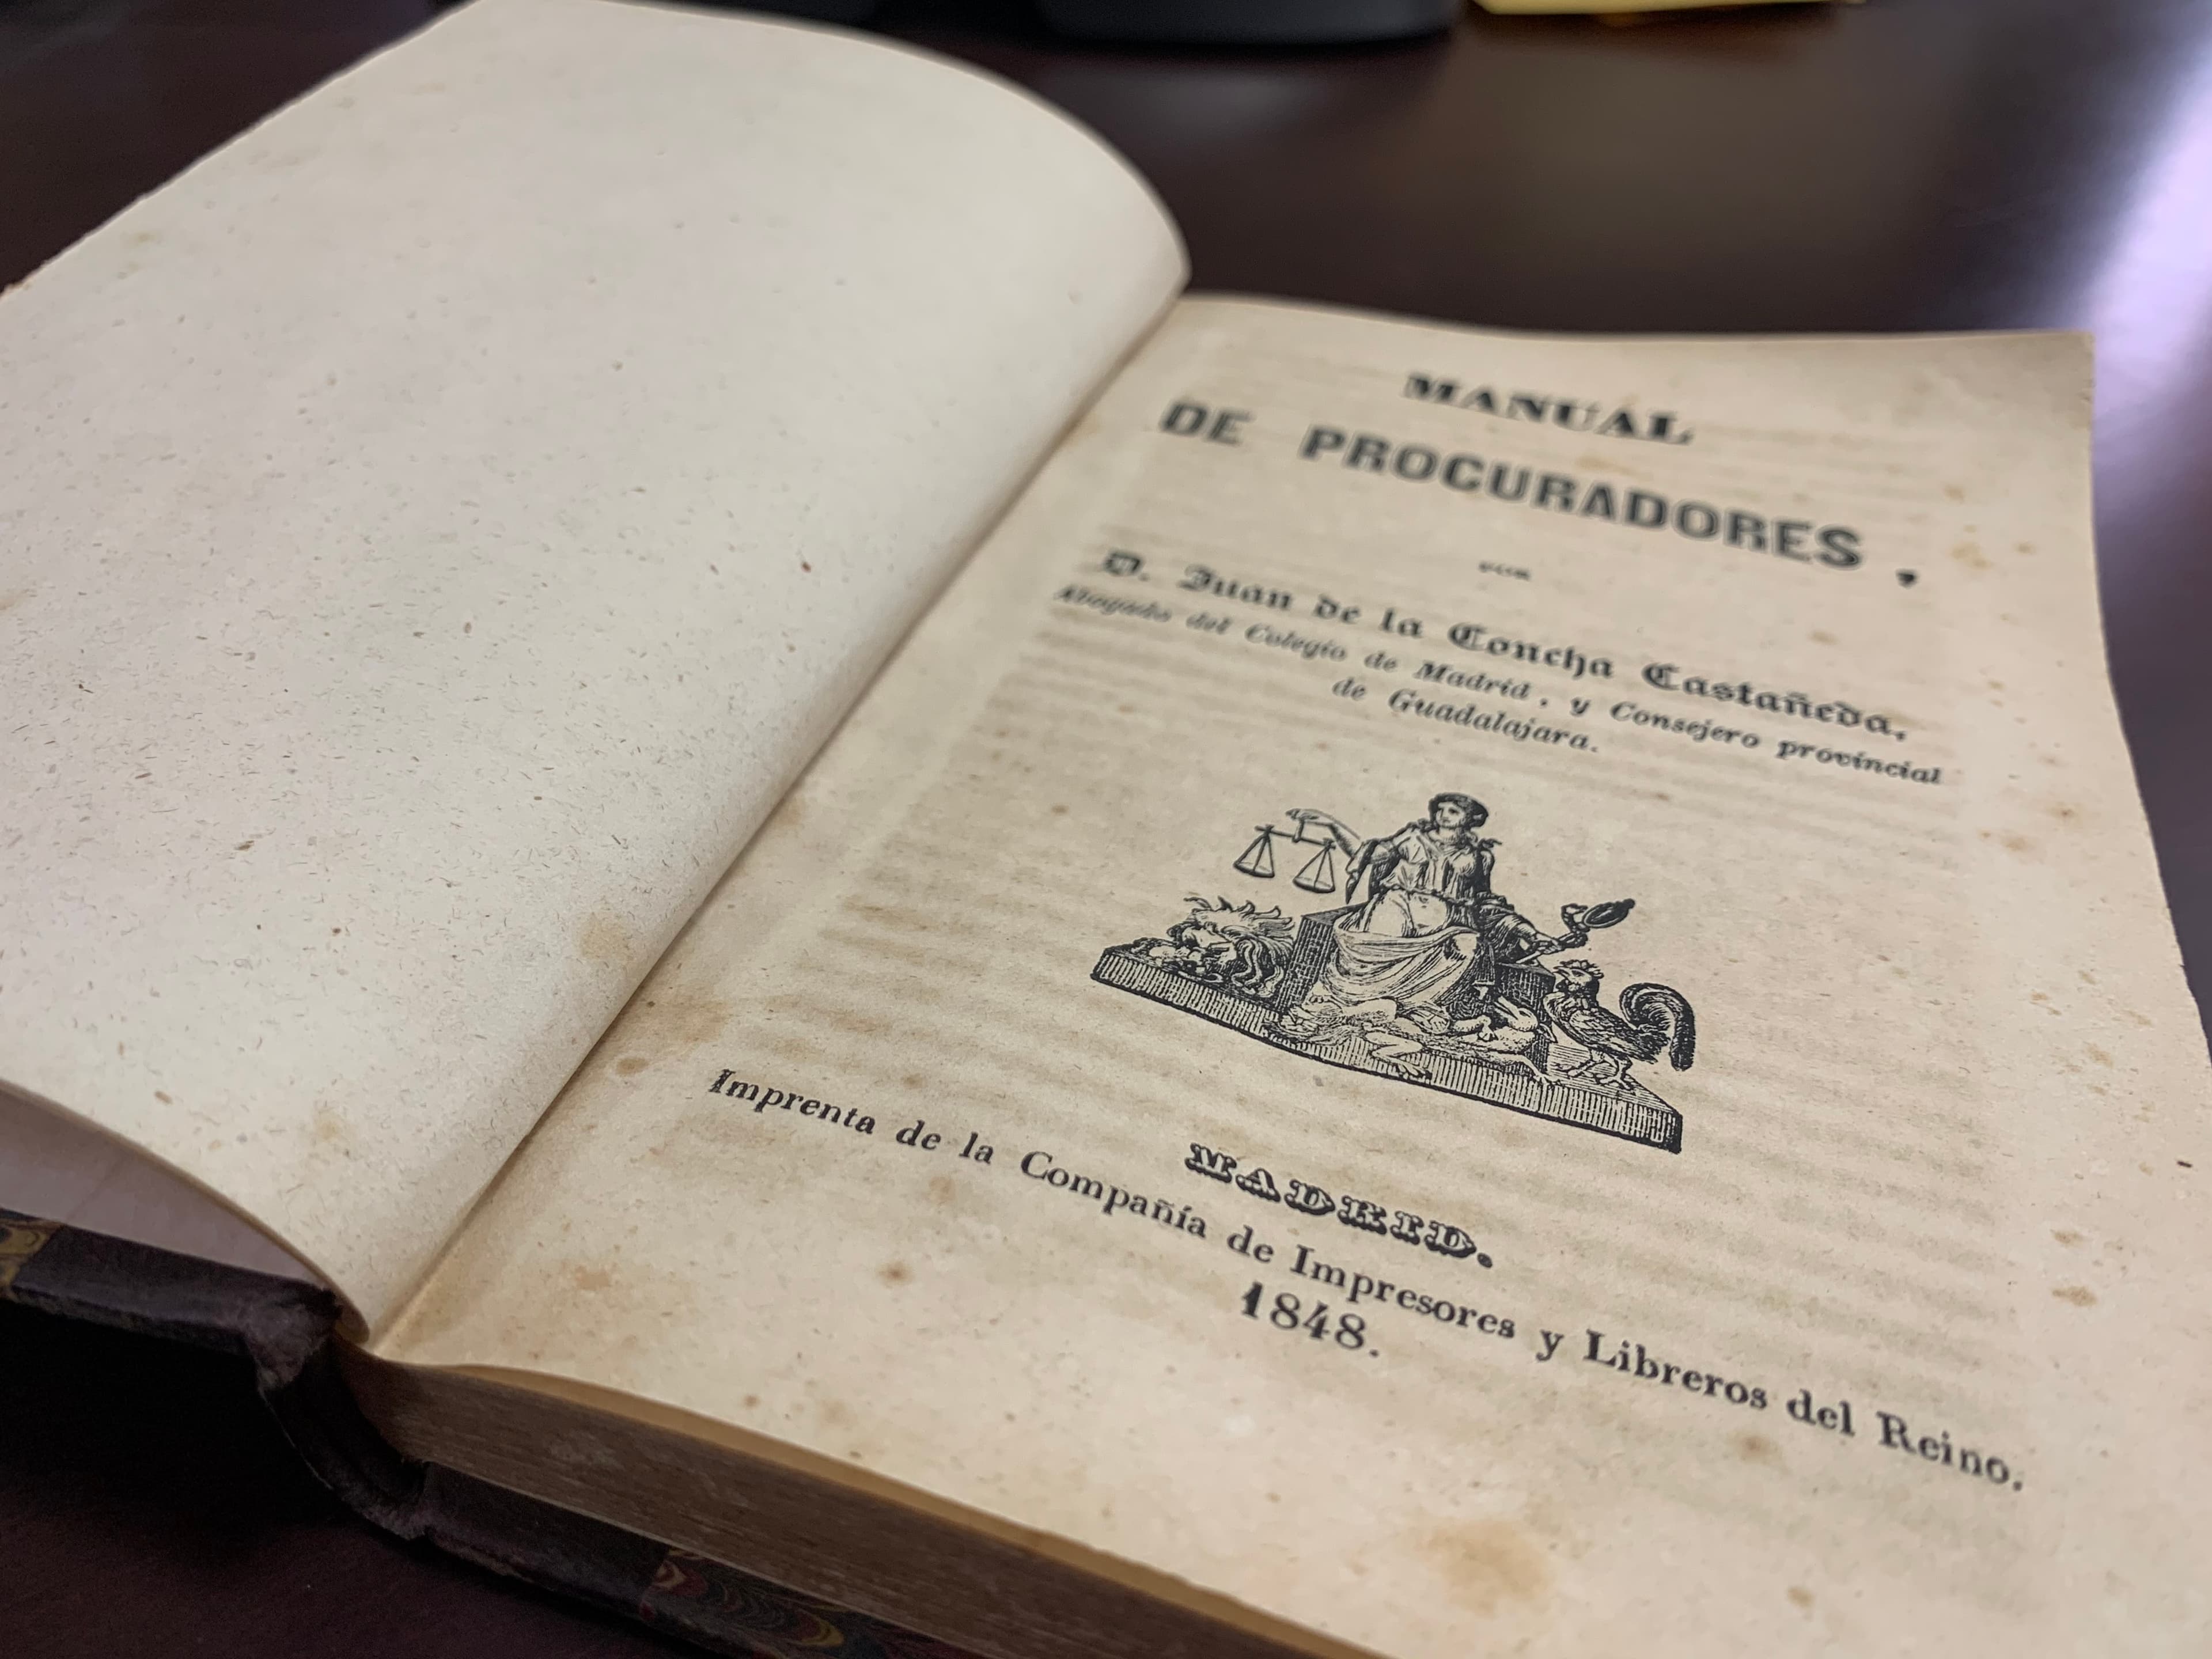 MANUAL
DE PROCURADORES,
POR
D. Juan de la Concha Castañeda,
Abogado del Colegio de Madrid, y Consejero provincial
de Guadalajara.
MADRID.
Imprenta de la Compañía de Impresores y Libreros del Reino.
1848.